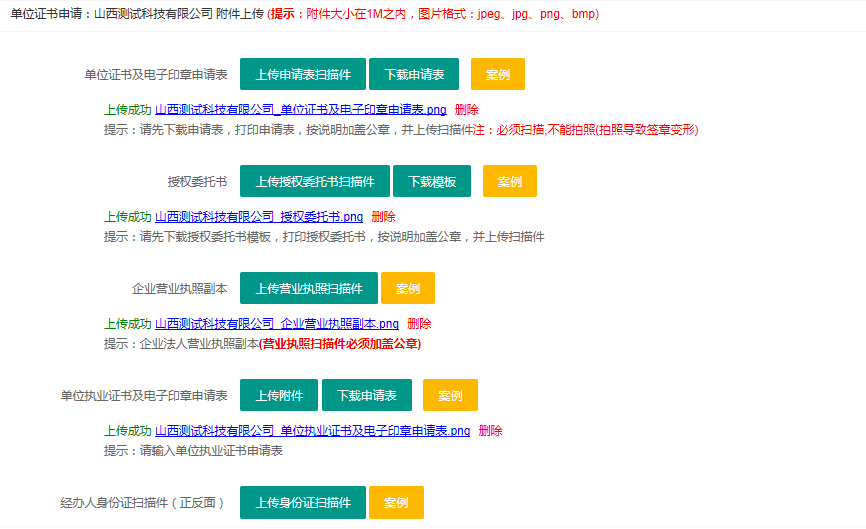 单位证书申请：山西测试科技有限公司 附件上传 (提示：附件大小在1M之内，图片格式：jpeg、jpg、png、bmp)
单位证书及电子印章申请表 上传申请表扫描件 下载申请表 案例
上传成功 山西测试科技有限公司_单位证书及电子印章申请表.png 删除
提示：请先下载申请表，打印申请表，按说明加盖公章，并上传扫描件注：必须扫描,不能拍照(拍照导致签章变形)
授权委托书 上传授权委托书扫描件 下载模板 案例
上传成功 山西测试科技有限公司_授权委托书.png 删除
提示：请先下载授权委托书模板，打印授权委托书，按说明加盖公章，并上传扫描件
企业营业执照副本 上传营业执照扫描件 案例
上传成功 山西测试科技有限公司_企业营业执照副本.png 删除
提示：企业法人营业执照副本(营业执照扫描件必须加盖公章)
单位执业证书及电子印章申请表 上传附件 下载申请表 案例
上传成功 山西测试科技有限公司_单位执业证书及电子印章申请表.png 删除
提示：请输入单位执业证书申请表
经办人身份证扫描件（正反面） 上传身份证扫描件 案例